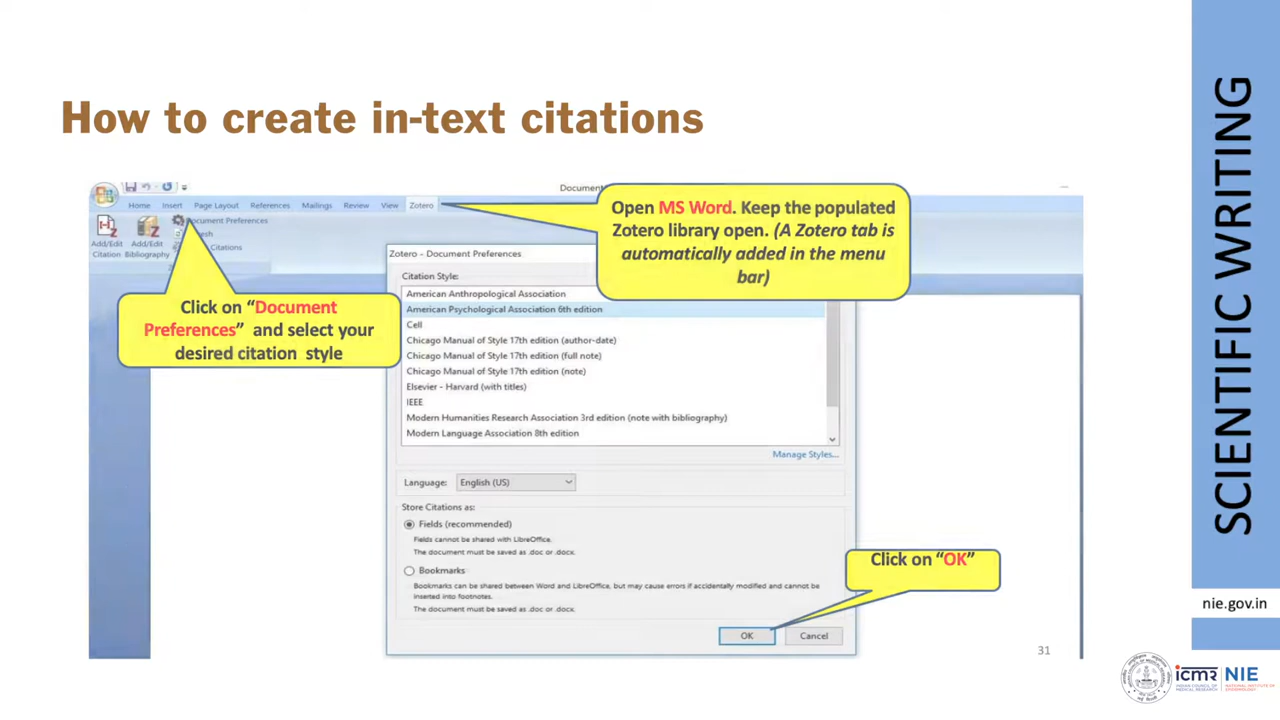 How to create in-text citations
Document
Home Insert Page Layout References Mailings Review View Zotero
Document Preferences
Citations
Add/Edit Citation
Add/Edit Bibliography
Open MS Word. Keep the populated
Zotero library open. (A Zotero tab is
automatically added in the menu
bar)
Click on “Document
Preferences” and select your
desired citation style
Zotero - Document Preferences
Citation Style:
American Anthropological Association
American Psychological Association 6th edition
Cell
Chicago Manual of Style 17th edition (author-date)
Chicago Manual of Style 17th edition (full note)
Chicago Manual of Style 17th edition (note)
Elsevier - Harvard (with titles)
IEEE
Modern Humanities Research Association 3rd edition (note with bibliography)
Modern Language Association 8th edition
Manage Styles...
Language: English (US)
Store Citations as:
Fields (recommended)
Fields cannot be shared with LibreOffice.
The document must be saved as .doc or .docx.
Bookmarks
Bookmarks can be shared between Word and LibreOffice, but may cause errors if accidentally modified and cannot be
inserted into footnotes.
The document must be saved as .doc or .docx.
Click on “OK”
OK Cancel
31
SCIENTIFIC WRITING
nie.gov.in
icmr NIE
INDIAN COUNCIL OF
MEDICAL RESEARCH
NATIONAL INSTITUTE OF
EPIDEMIOLOGY